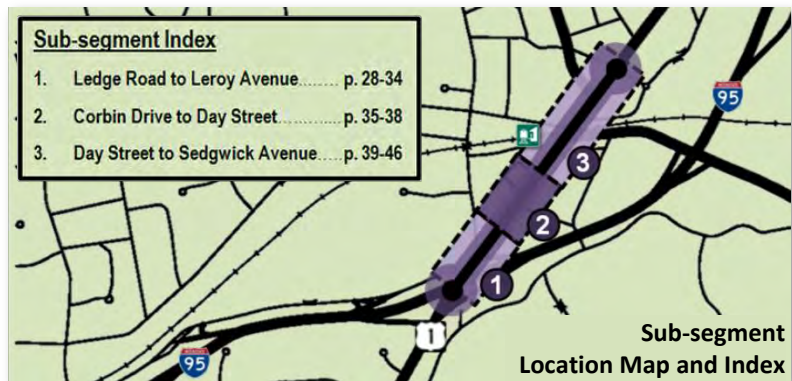 Sub-segment Index
1. Ledge Road to Leroy Avenue........ p. 28-34
2. Corbin Drive to Day Street............. p. 35-38
3. Day Street to Sedgwick Avenue..... p. 39-46
95
3
2
1
1
95
Sub-segment
Location Map and Index